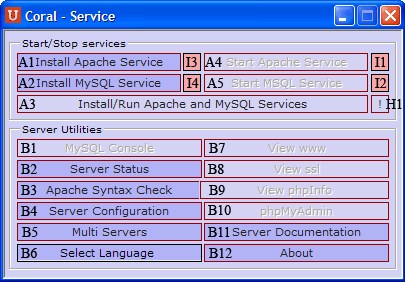 Coral - Service
Start/Stop services
A1 Install Apache Service I3 A4 Start Apache Service I1
A2 Install MySQL Service I4 A5 Start MSQL Service I2
A3 Install/Run Apache and MySQL Services ! H1
Server Utilities
B1 MySQL Console B7 View www
B2 Server Status B8 View ssl
B3 Apache Syntax Check B9 View phpInfo
B4 Server Configuration B10 phpMyAdmin
B5 Multi Servers B11 Server Documentation
B6 Select Language B12 About